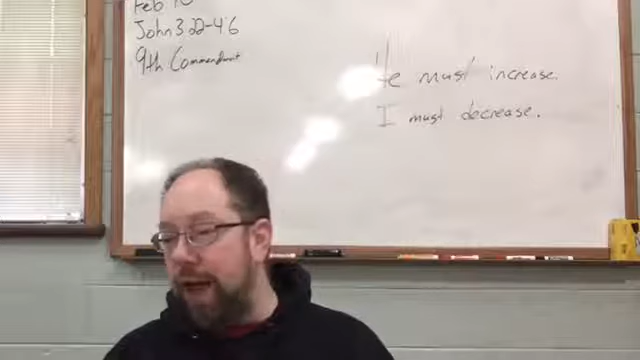 Feb 10
John 3 22-4:6
9th Commandment
He must increase.
I must decrease.